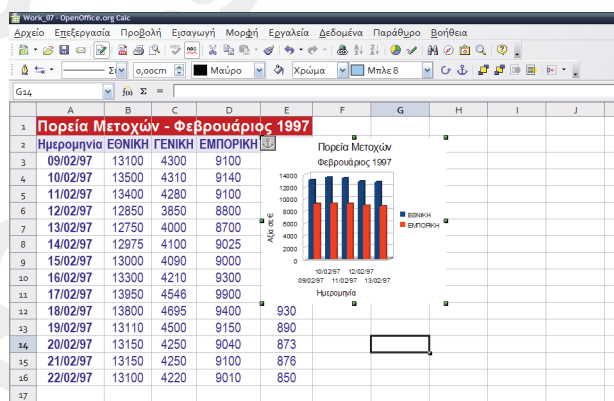 Work_07 - OpenOffice.org Calc
Αρχείο Επεξεργασία Προβολή Εισαγωγή Μορφή Εργαλεία Δεδομένα Παράθυρο Βοήθεια
0,00cm Μαύρο Χρώμα Μπλε 8
G14 f(x) Σ =
A B C D E F G H I J
1 Πορεία Μετοχών - Φεβρουάριος 1997
2 Ημερομηνία ΕΘΝΙΚΗ ΓΕΝΙΚΗ ΕΜΠΟΡΙΚΗ
3 09/02/97 13100 4300 9100
4 10/02/97 13500 4310 9140
5 11/02/97 13400 4280 9100
6 12/02/97 12850 3850 8800
7 13/02/97 12750 4000 8700
8 14/02/97 12975 4100 9025
9 15/02/97 13000 4090 9000
10 16/02/97 13300 4210 9300
11 17/02/97 13950 4546 9900
12 18/02/97 13800 4695 9400 930
13 19/02/97 13110 4500 9150 890
14 20/02/97 13150 4250 9040 873
15 21/02/97 13150 4250 9100 876
16 22/02/97 13100 4220 9010 850
17
Πορεία Μετοχών
Φεβρουάριος 1997
14000
12000
10000
8000
6000
4000
2000
0
Αξία σε €
ΕΘΝΙΚΗ
ΕΜΠΟΡΙΚΗ
10/02/97 12/02/97
09/02/97 11/02/97 13/02/97
Ημερομηνία